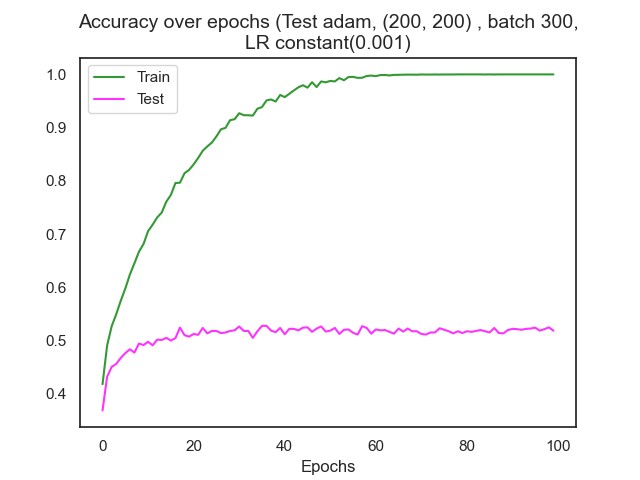 Accuracy over epochs (Test adam, (200, 200) , batch 300,
LR constant(0.001)
Train
Test
1.0
0.9
0.8
0.7
0.6
0.5
0.4
0 20 40 60 80 100
Epochs